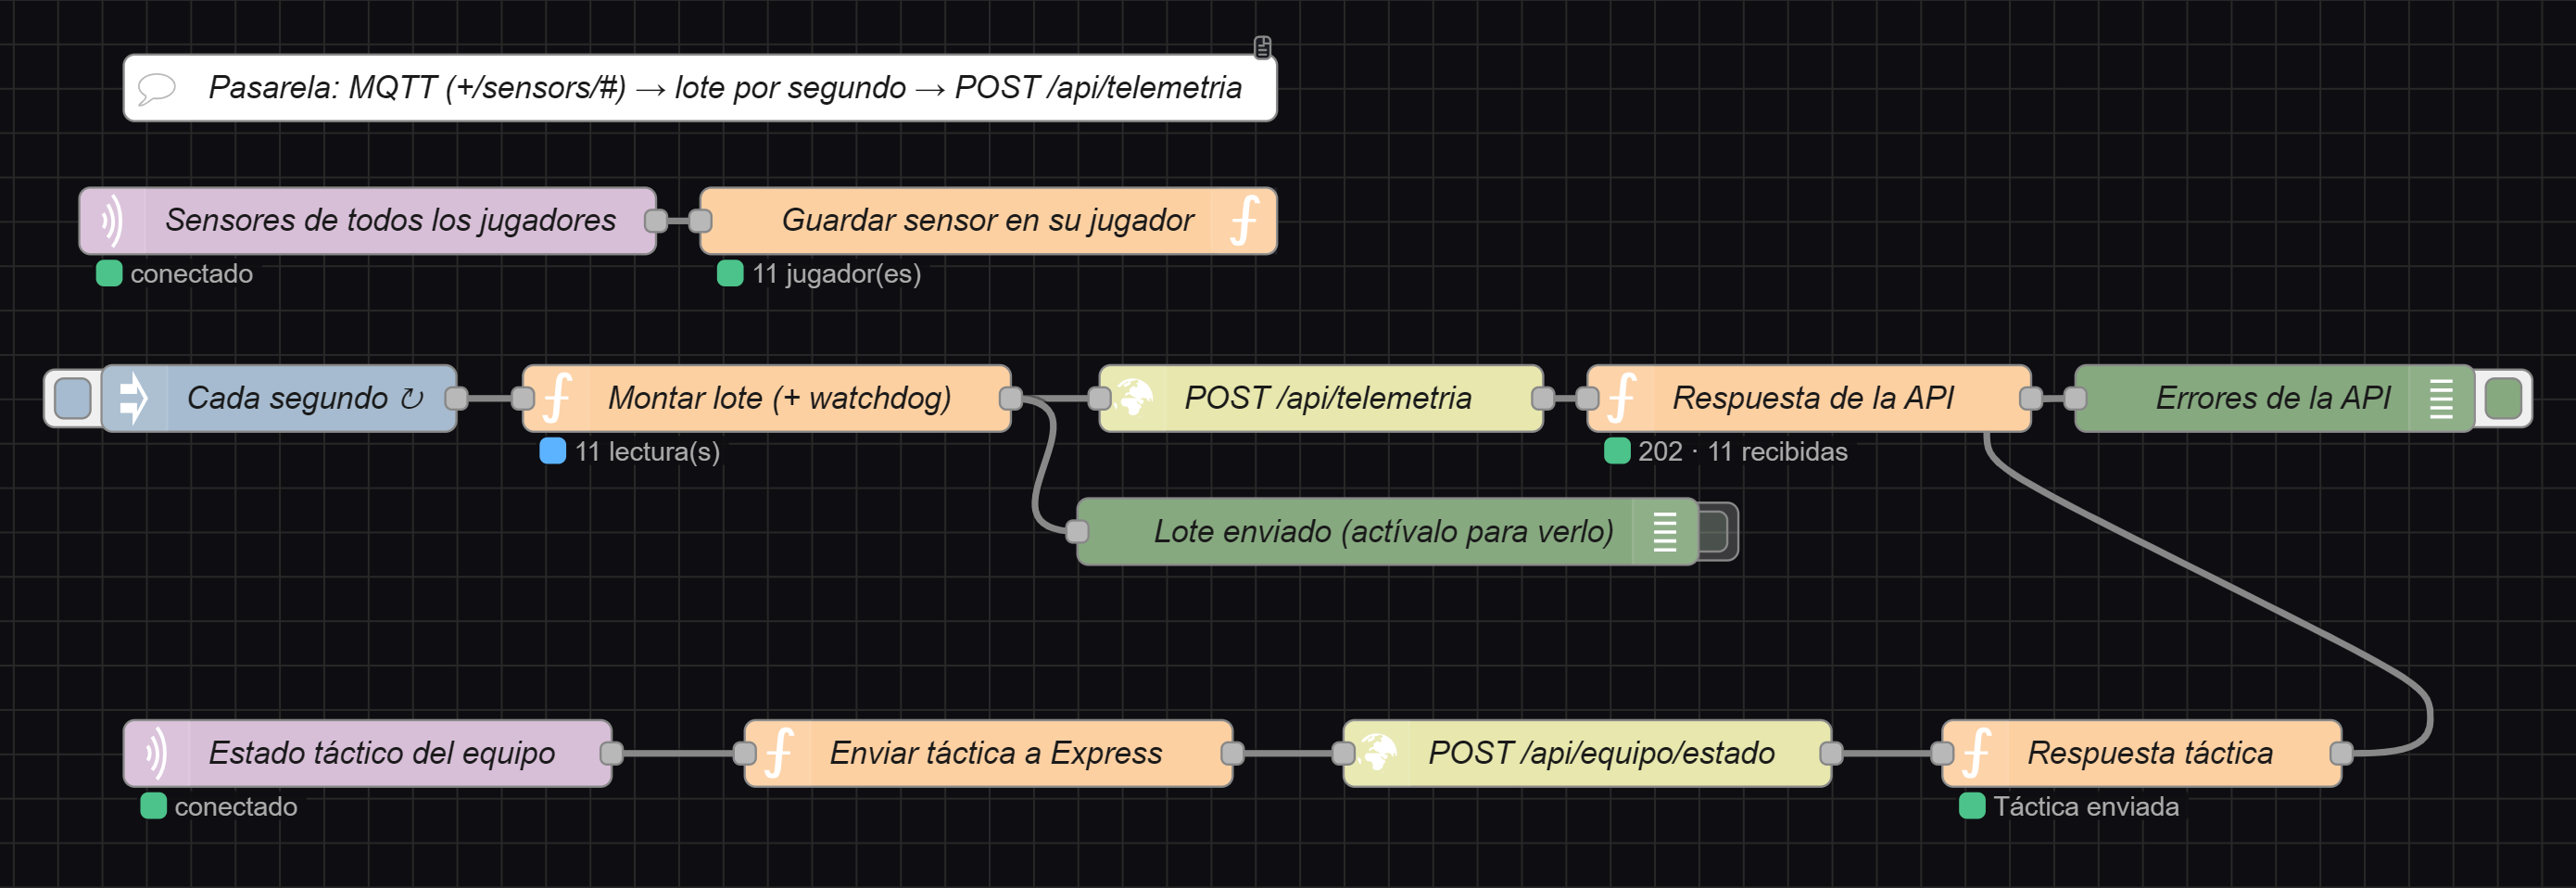 Pasarela: MQTT (+/sensors/#) → lote por segundo → POST /api/telemetria
Sensores de todos los jugadores
Guardar sensor en su jugador
conectado
11 jugador(es)
Cada segundo ↻
Montar lote (+ watchdog)
POST /api/telemetria
Respuesta de la API
Errores de la API
11 lectura(s)
202 · 11 recibidas
Lote enviado (actívalo para verlo)
Estado táctico del equipo
Enviar táctica a Express
POST /api/equipo/estado
Respuesta táctica
conectado
Táctica enviada